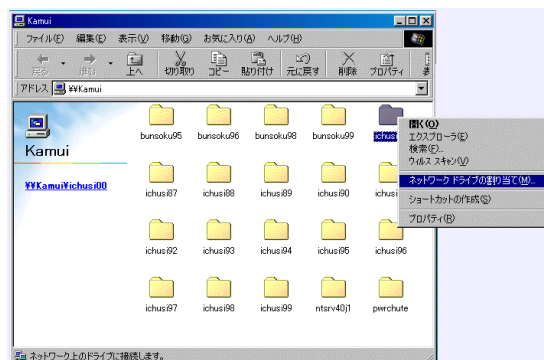 Kamui
ファイル(F) 編集(E) 表示(V) 移動(G) お気に入り(A) ヘルプ(H)
戻る 進む 上へ 切り取り コピー 貼り付け 元に戻す 削除 プロパティ 表
アドレス ¥¥Kamui
Kamui
¥¥Kamui¥ichusi00
bunsoku95 bunsoku96 bunsoku98 bunsoku99
ichusi87 ichusi88 ichusi89 ichusi90
ichusi92 ichusi93 ichusi94 ichusi95 ichusi96
ichusi97 ichusi98 ichusi99 ntsrv40j1 pwrchute
開く(O)
エクスプローラ(E)
検索(F)...
ウィルス スキャン(V)
ネットワーク ドライブの割り当て(M)...
ショートカットの作成(S)
プロパティ(R)
ネットワーク上のドライブに接続します。